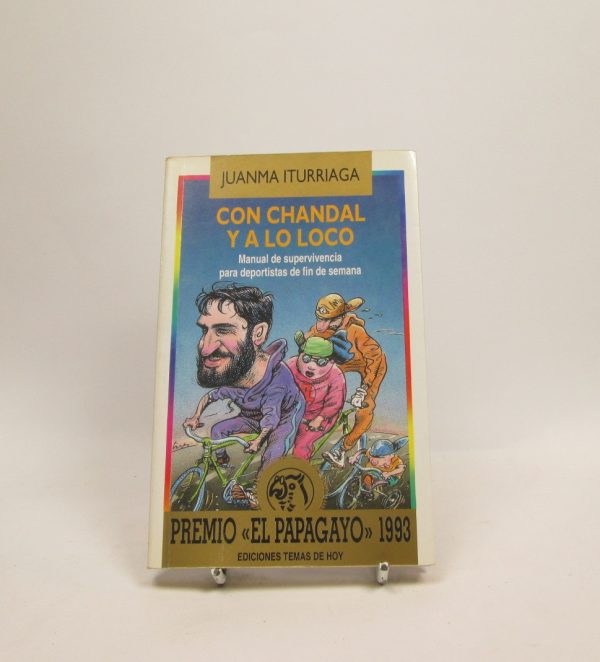 JUANMA ITURRIAGA
CON CHANDAL
Y A LO LOCO
Manual de supervivencia
para deportistas de fin de semana
PREMIO «EL PAPAGAYO» 1993
EDICIONES TEMAS DE HOY